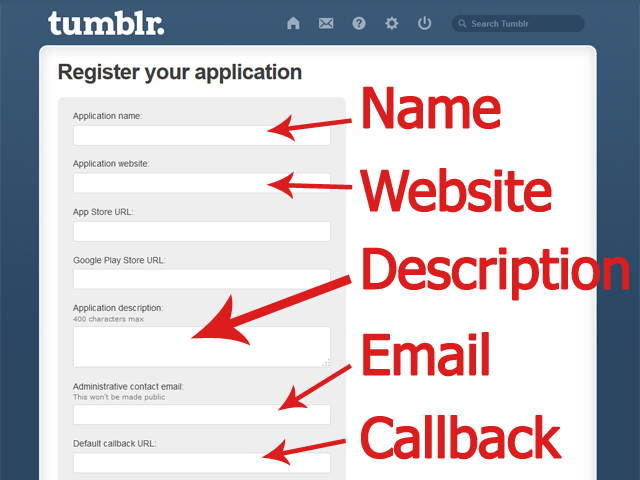 tumblr.
Search Tumblr
Register your application
Application name:
Name
Application website:
Website
App Store URL:
Google Play Store URL:
Description
Application description:
400 characters max
Email
Administrative contact email:
This won't be made public
Callback
Default callback URL: